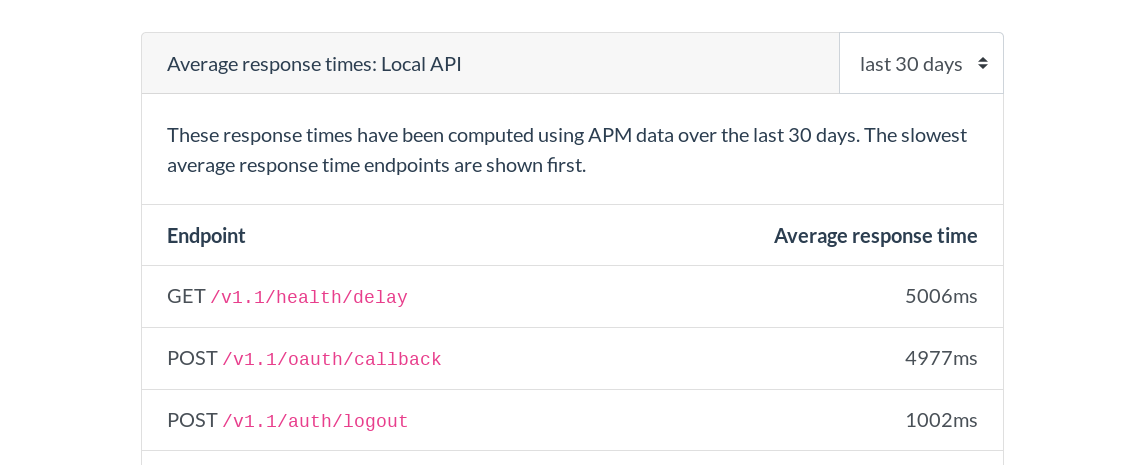 Average response times: Local API
last 30 days
These response times have been computed using APM data over the last 30 days. The slowest
average response time endpoints are shown first.
Endpoint Average response time
GET /v1.1/health/delay 5006ms
POST /v1.1/oauth/callback 4977ms
POST /v1.1/auth/logout 1002ms